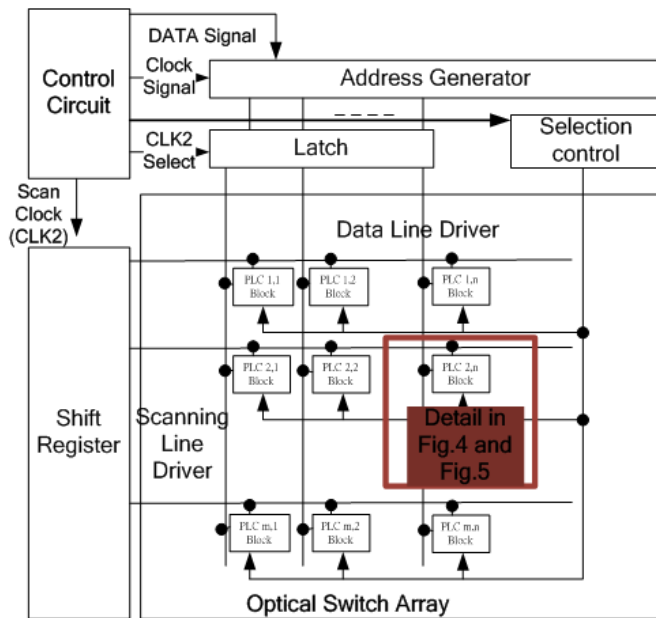 DATA Signal
Control
Circuit
Clock
Signal
Address Generator
CLK2
Select
Latch
Selection
control
Scan
Clock
(CLK2)
Data Line Driver
PLC 1,1
Block
PLC 1,2
Block
PLC 1,n
Block
PLC 2,1
Block
PLC 2,2
Block
PLC 2,n
Block
Shift
Register
Scanning
Line
Driver
Detail in
Fig.4 and
Fig.5
PLC m,1
Block
PLC m,2
Block
PLC m,n
Block
Optical Switch Array